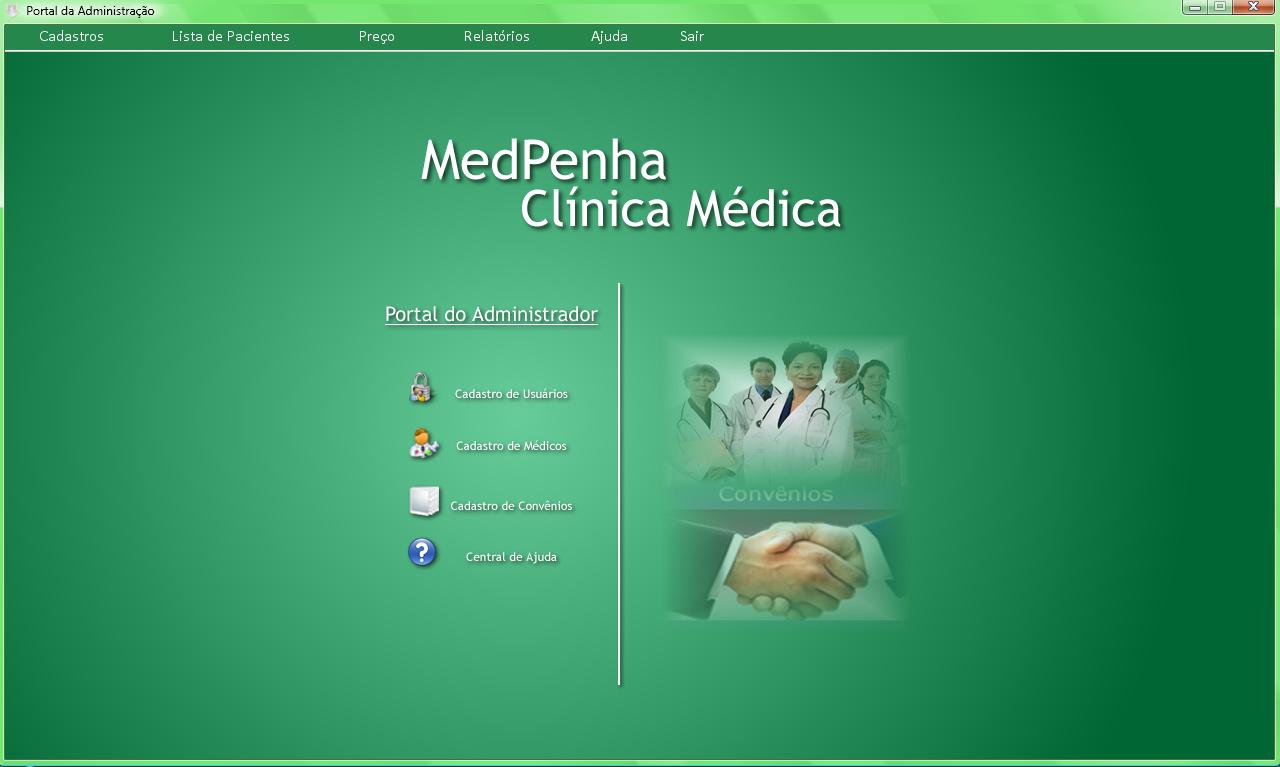 Portal da Administração
Cadastros Lista de Pacientes Preço Relatórios Ajuda Sair
MedPenha
Clínica Médica
Portal do Administrador
Cadastro de Usuários
Cadastro de Médicos
Cadastro de Convênios
Central de Ajuda
Convênios